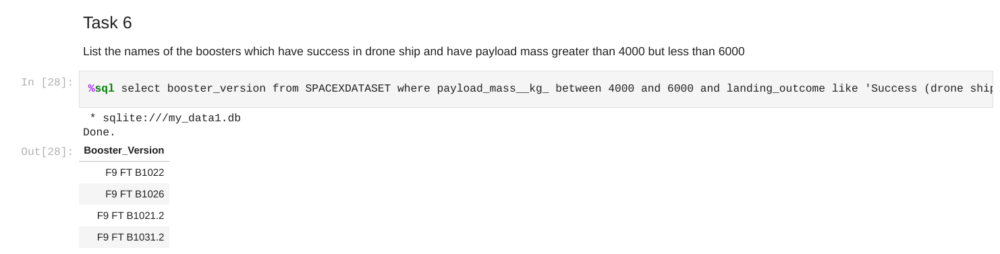 Task 6
List the names of the boosters which have success in drone ship and have payload mass greater than 4000 but less than 6000
In [28]: %sql select booster_version from SPACEXDATASET where payload_mass__kg_ between 4000 and 6000 and landing_outcome like 'Success (drone ship
* sqlite:///my_data1.db
Done.
Out[28]: Booster_Version
F9 FT B1022
F9 FT B1026
F9 FT B1021.2
F9 FT B1031.2